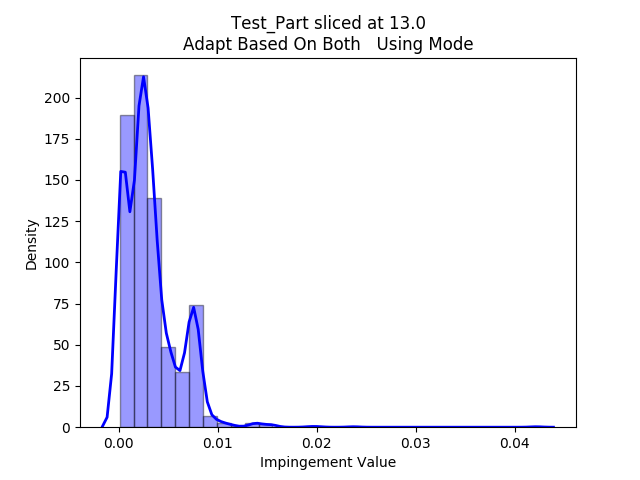 Test_Part sliced at 13.0
Adapt Based On Both   Using Mode
200
175
150
125
100
75
50
25
0
Density
0.00 0.01 0.02 0.03 0.04
Impingement Value